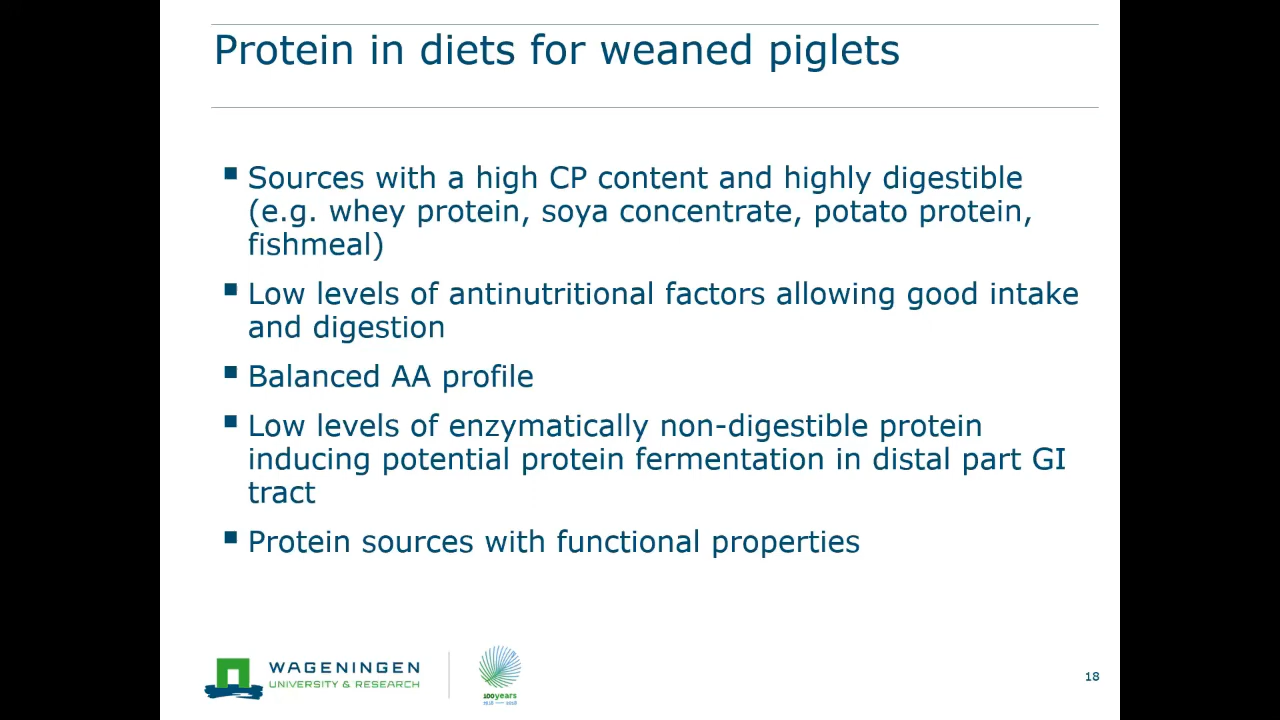 Protein in diets for weaned piglets
▪ Sources with a high CP content and highly digestible
(e.g. whey protein, soya concentrate, potato protein,
fishmeal)
▪ Low levels of antinutritional factors allowing good intake
and digestion
▪ Balanced AA profile
▪ Low levels of enzymatically non-digestible protein
inducing potential protein fermentation in distal part GI
tract
▪ Protein sources with functional properties
WAGENINGEN
UNIVERSITY & RESEARCH
100years
18